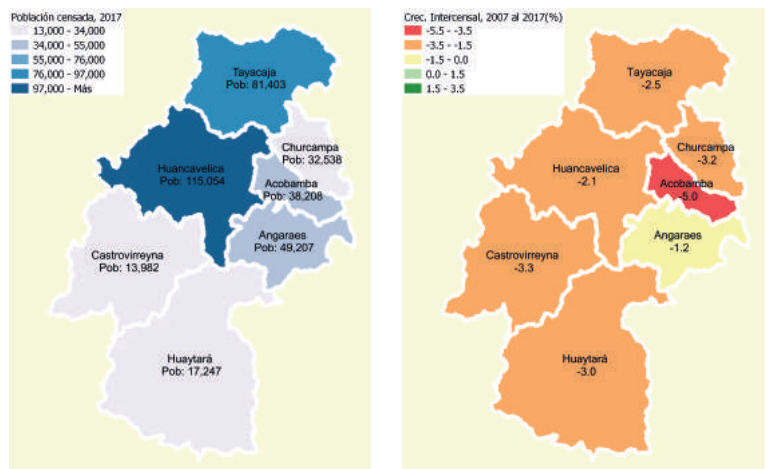 Población censada, 2017
13,000 - 34,000
34,000 - 55,000
55,000 - 76,000
76,000 - 97,000
97,000 - Más
Tayacaja
Pob: 81,403
Churcampa
Pob: 32,538
Huancavelica
Pob: 115,054
Acobamba
Pob: 38,208
Angaraes
Pob: 49,207
Castrovirreyna
Pob: 13,982
Huaytará
Pob: 17,247
Crec. Intercensal, 2007 al 2017(%)
-5.5 - -3.5
-3.5 - -1.5
-1.5 - 0.0
0.0 - 1.5
1.5 - 3.5
Tayacaja
-2.5
Churcampa
-3.2
Huancavelica
-2.1
Acobamba
-5.0
Angaraes
-1.2
Castrovirreyna
-3.3
Huaytará
-3.0